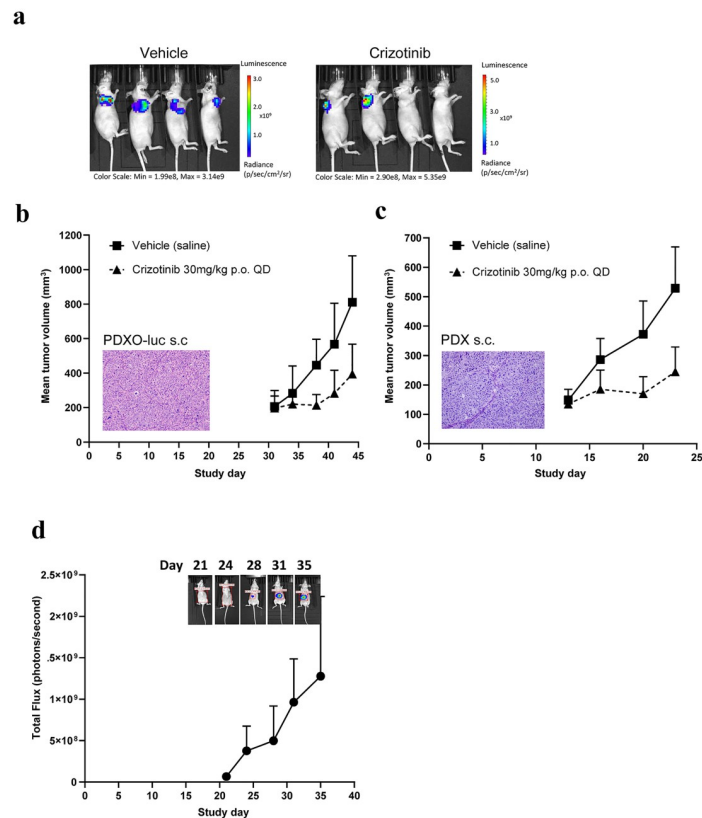 a
Vehicle
Crizotinib
Luminescence
3.0
2.0
x10⁹
1.0
Radiance
(p/sec/cm²/sr)
Color Scale: Min = 1.99e8, Max = 3.14e9
Luminescence
5.0
3.0
x10⁹
1.0
Radiance
(p/sec/cm²/sr)
Color Scale: Min = 2.90e8, Max = 5.35e9
b
Mean tumor volume (mm³)
1200
1000
800
600
400
200
0
Vehicle (saline)
Crizotinib 30mg/kg p.o. QD
PDXO-luc s.c
0 5 10 15 20 25 30 35 40 45
Study day
c
Mean tumor volume (mm³)
700
600
500
400
300
200
100
0
Vehicle (saline)
Crizotinib 30mg/kg p.o. QD
PDX s.c.
0 5 10 15 20 25
Study day
d
Day 21 24 28 31 35
Total Flux (photons/second)
2.5×10⁹
2×10⁹
.5×10⁹
1×10⁹
5×10⁸
0
0 5 10 15 20 25 30 35 40
Study day